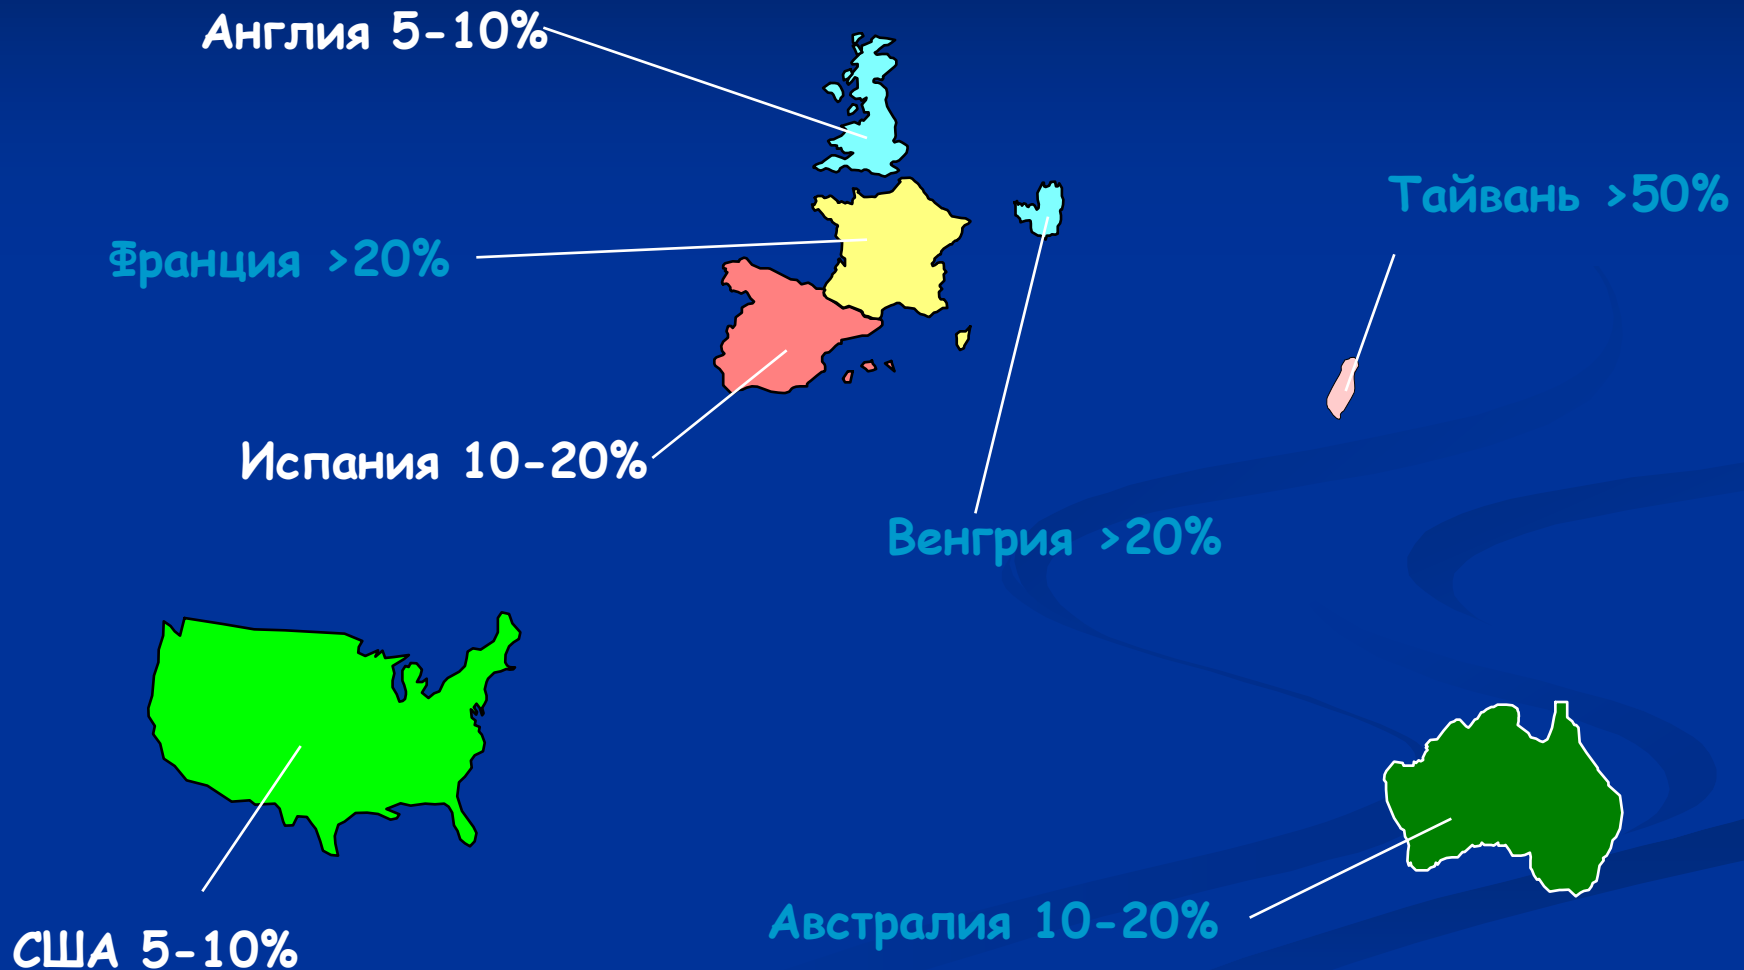 Англия 5-10%
Тайвань >50%
Франция >20%
Испания 10-20%
Венгрия >20%
Австралия 10-20%
США 5-10%